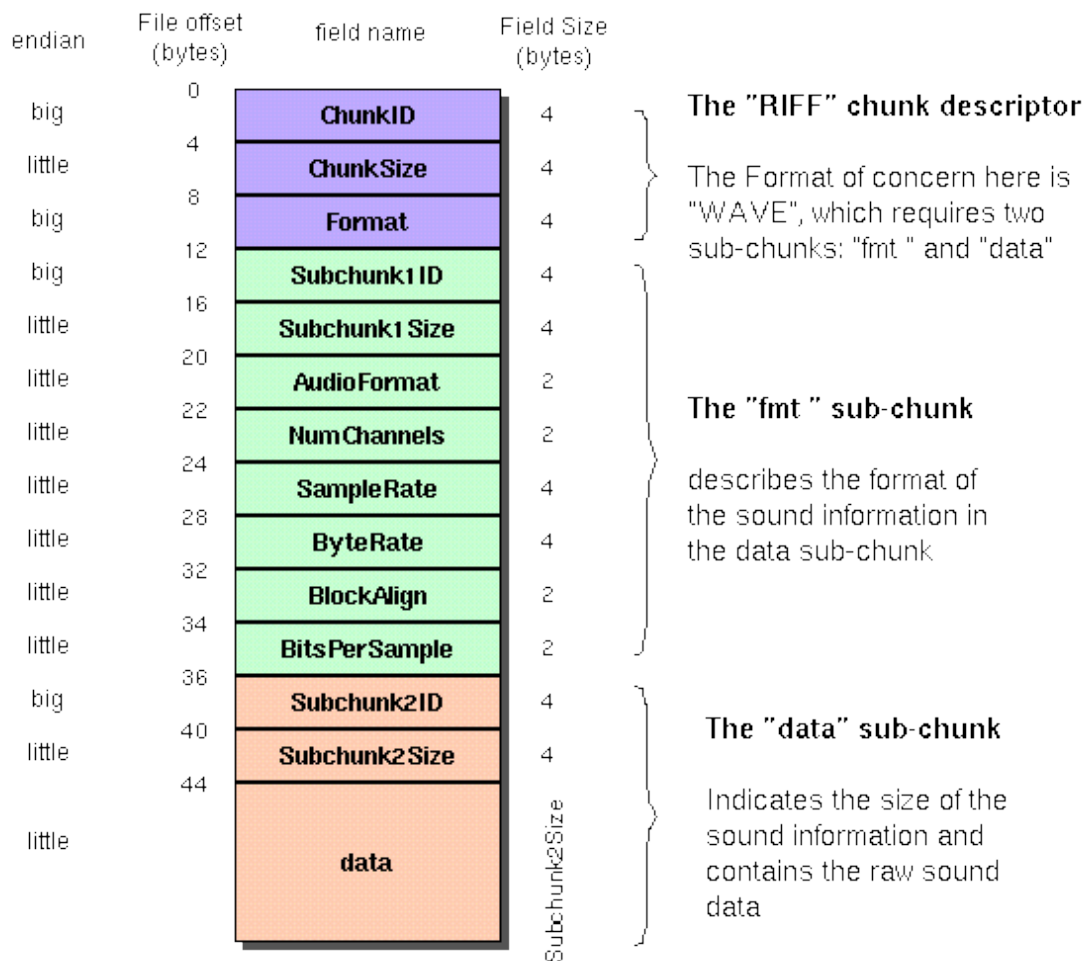 endian
File offset
(bytes)
field name
Field Size
(bytes)
0
big
ChunkID
4
4
little
ChunkSize
4
8
big
Format
4
12
big
Subchunk1ID
4
16
little
Subchunk1Size
4
20
little
AudioFormat
2
22
little
NumChannels
2
24
little
SampleRate
4
28
little
ByteRate
4
32
little
BlockAlign
2
34
little
BitsPerSample
2
36
big
Subchunk2ID
4
40
little
Subchunk2Size
4
44
little
data
Subchunk2Size
The "RIFF" chunk descriptor
The Format of concern here is
"WAVE", which requires two
sub-chunks: "fmt " and "data"
The "fmt " sub-chunk
describes the format of
the sound information in
the data sub-chunk
The "data" sub-chunk
Indicates the size of the
sound information and
contains the raw sound
data